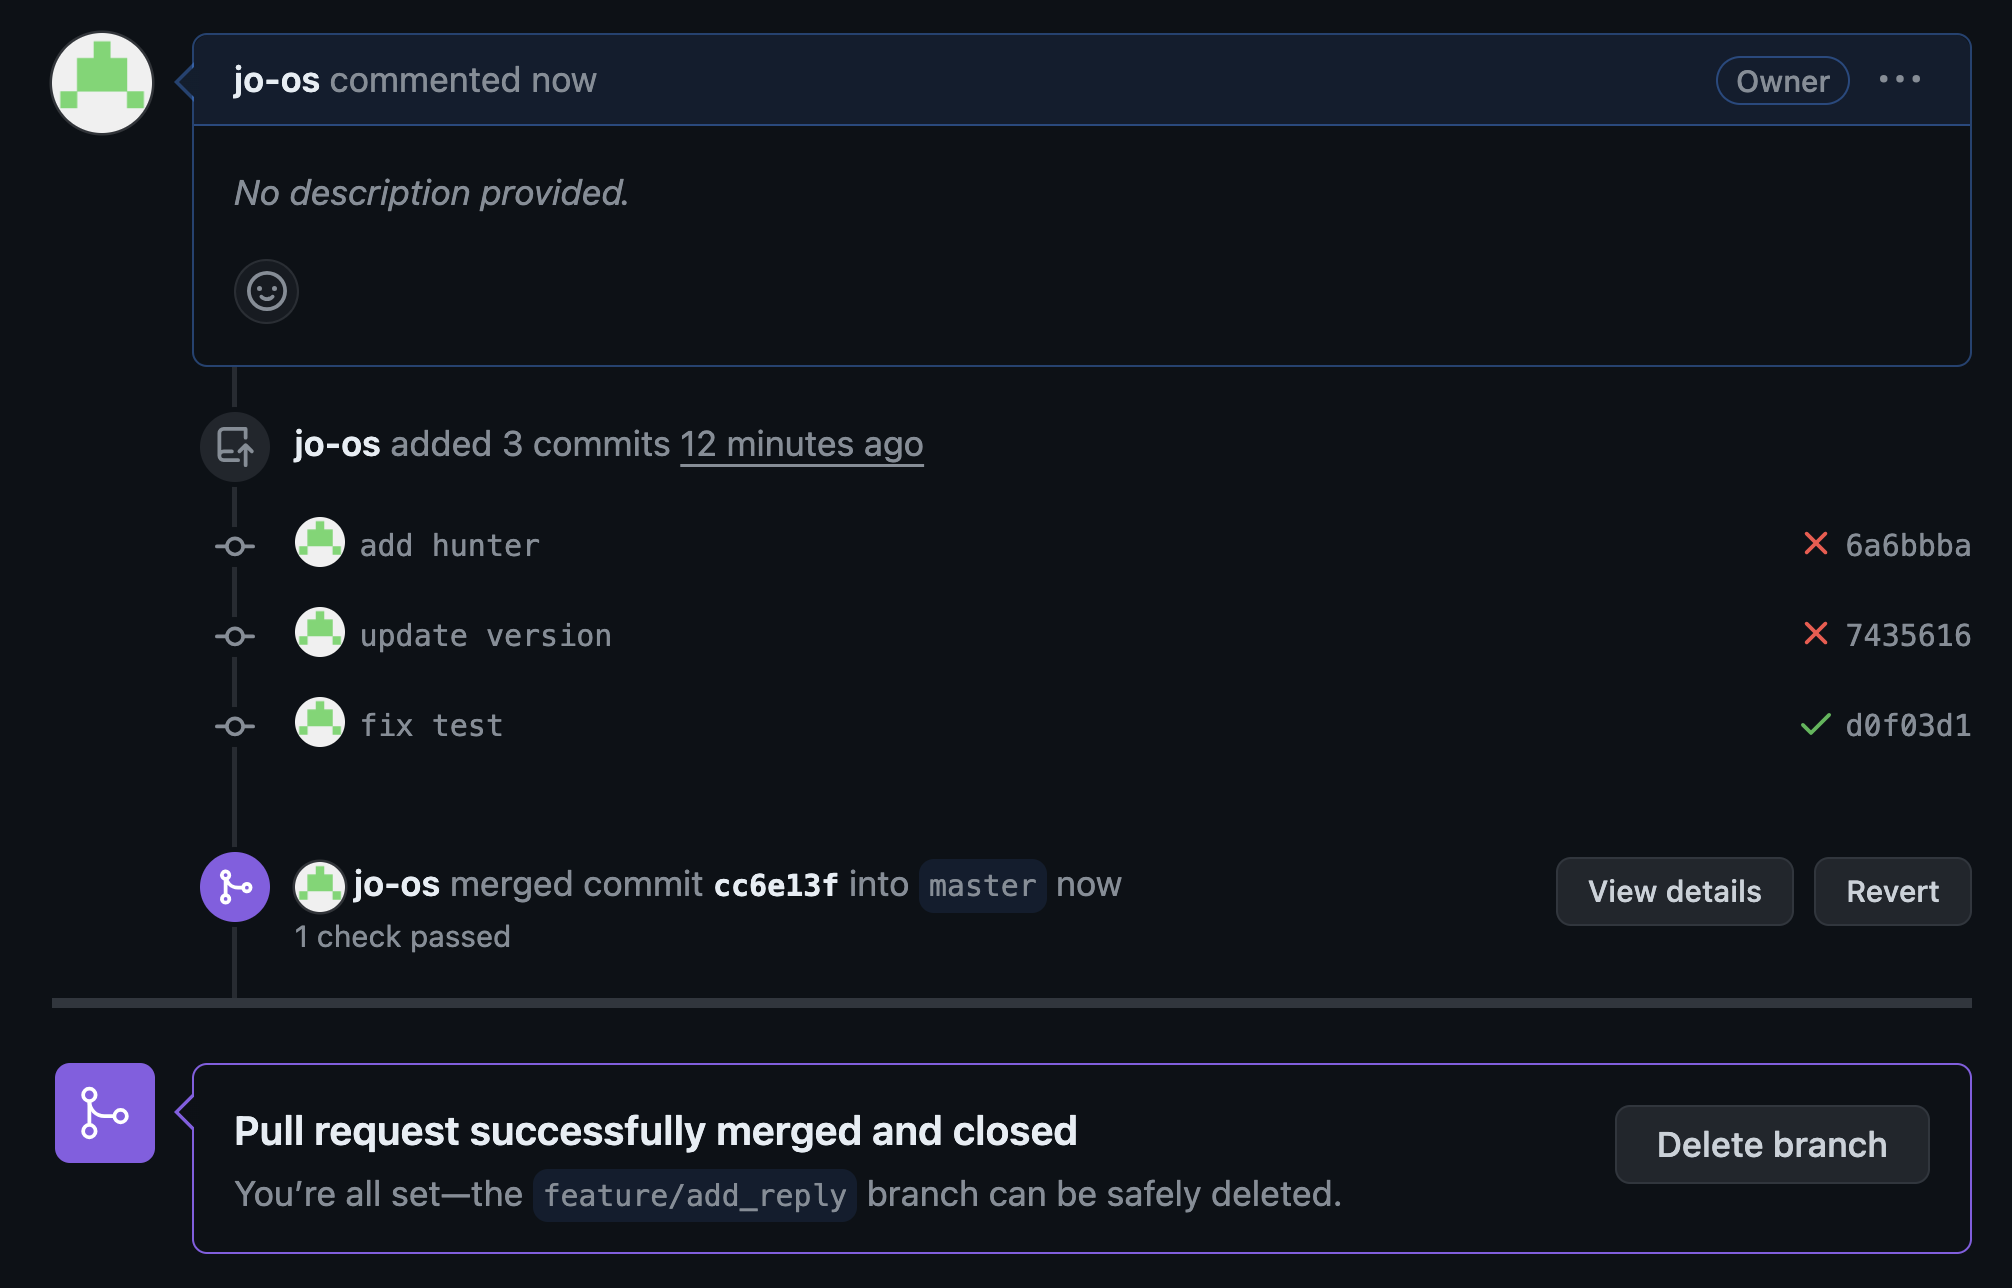 jo-os commented now
Owner
No description provided.
jo-os added 3 commits 12 minutes ago
add hunter
6a6bbba
update version
7435616
fix test
d0f03d1
jo-os merged commit cc6e13f into master now
View details
Revert
1 check passed
Pull request successfully merged and closed
Delete branch
You’re all set—the feature/add_reply branch can be safely deleted.